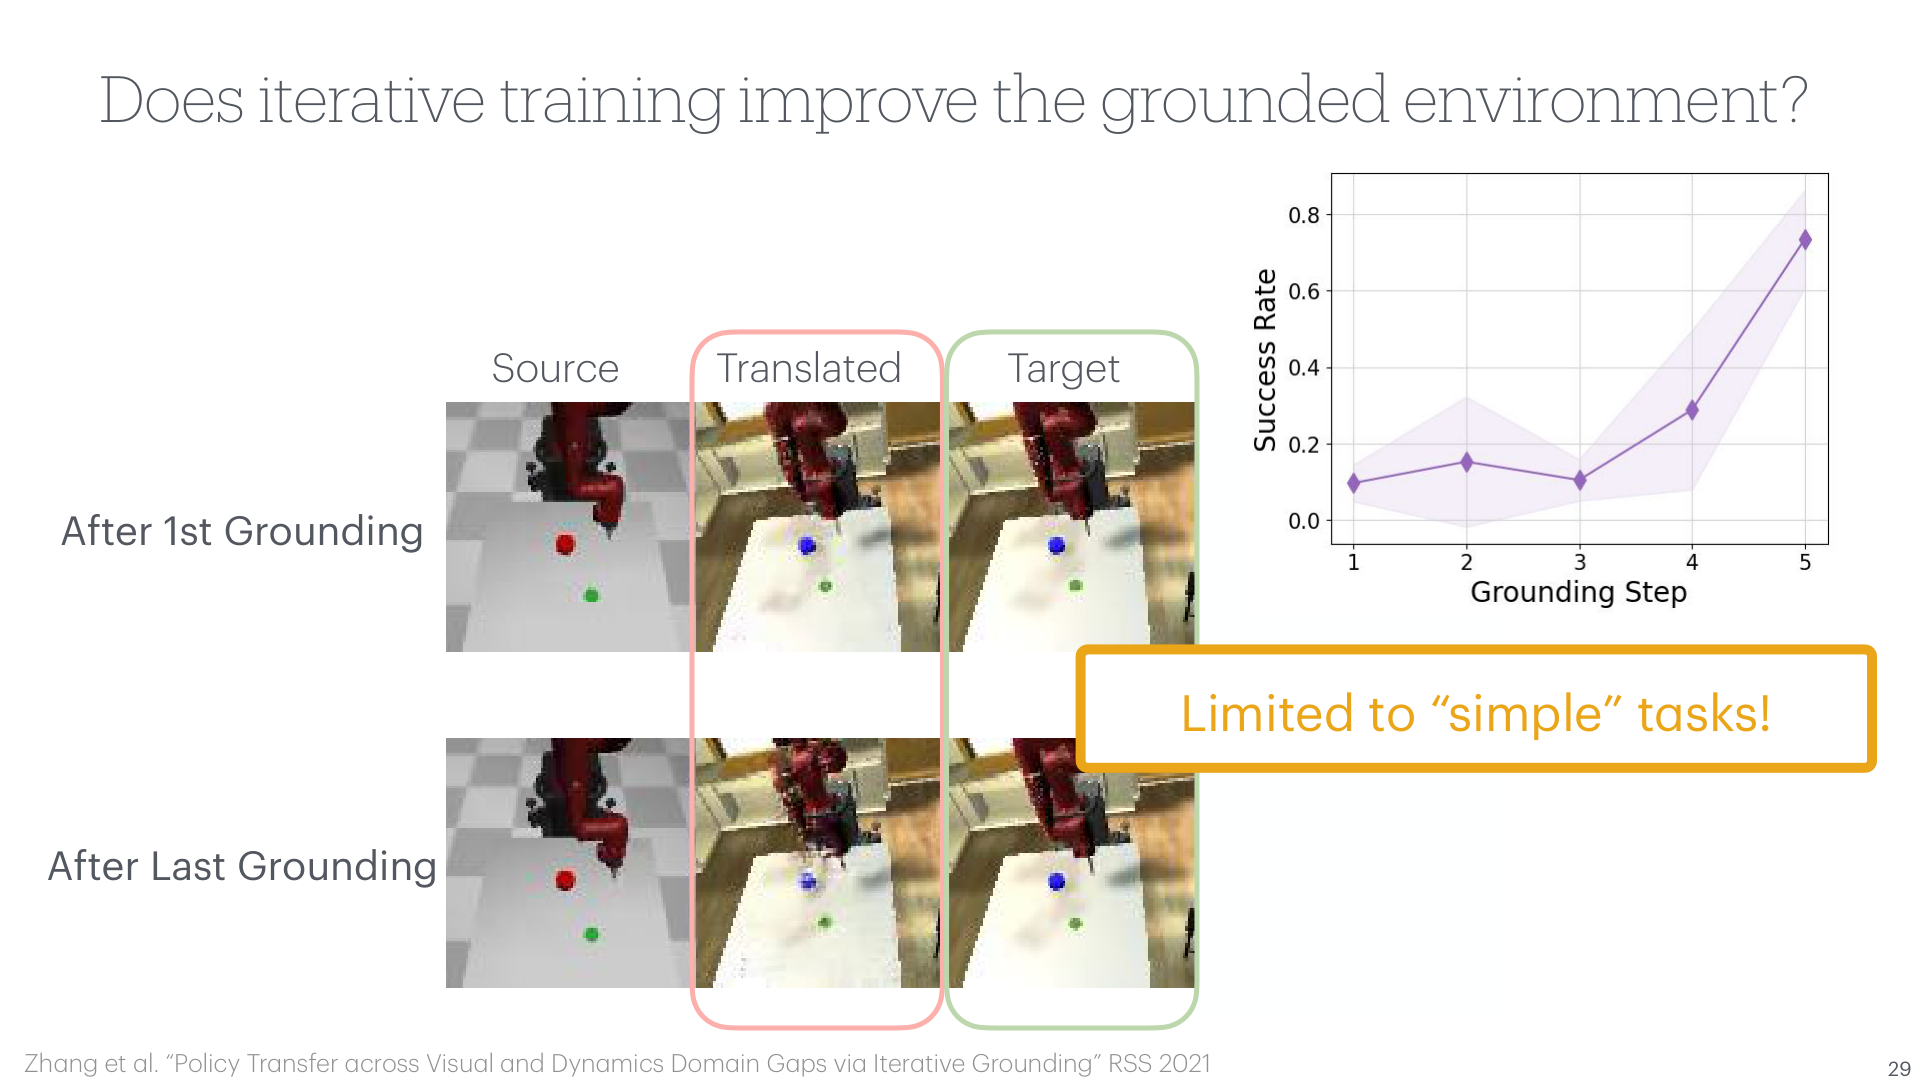 Does iterative training improve the grounded environment?
Source
Translated
Target
After 1st Grounding
After Last Grounding
Success Rate
0.8
0.6
0.4
0.2
0.0
1 2 3 4 5
Grounding Step
Limited to “simple” tasks!
Zhang et al. “Policy Transfer across Visual and Dynamics Domain Gaps via Iterative Grounding” RSS 2021
29